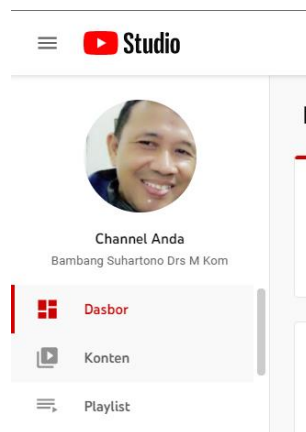 Studio
Channel Anda
Bambang Suhartono Drs M Kom
Dasbor
Konten
Playlist